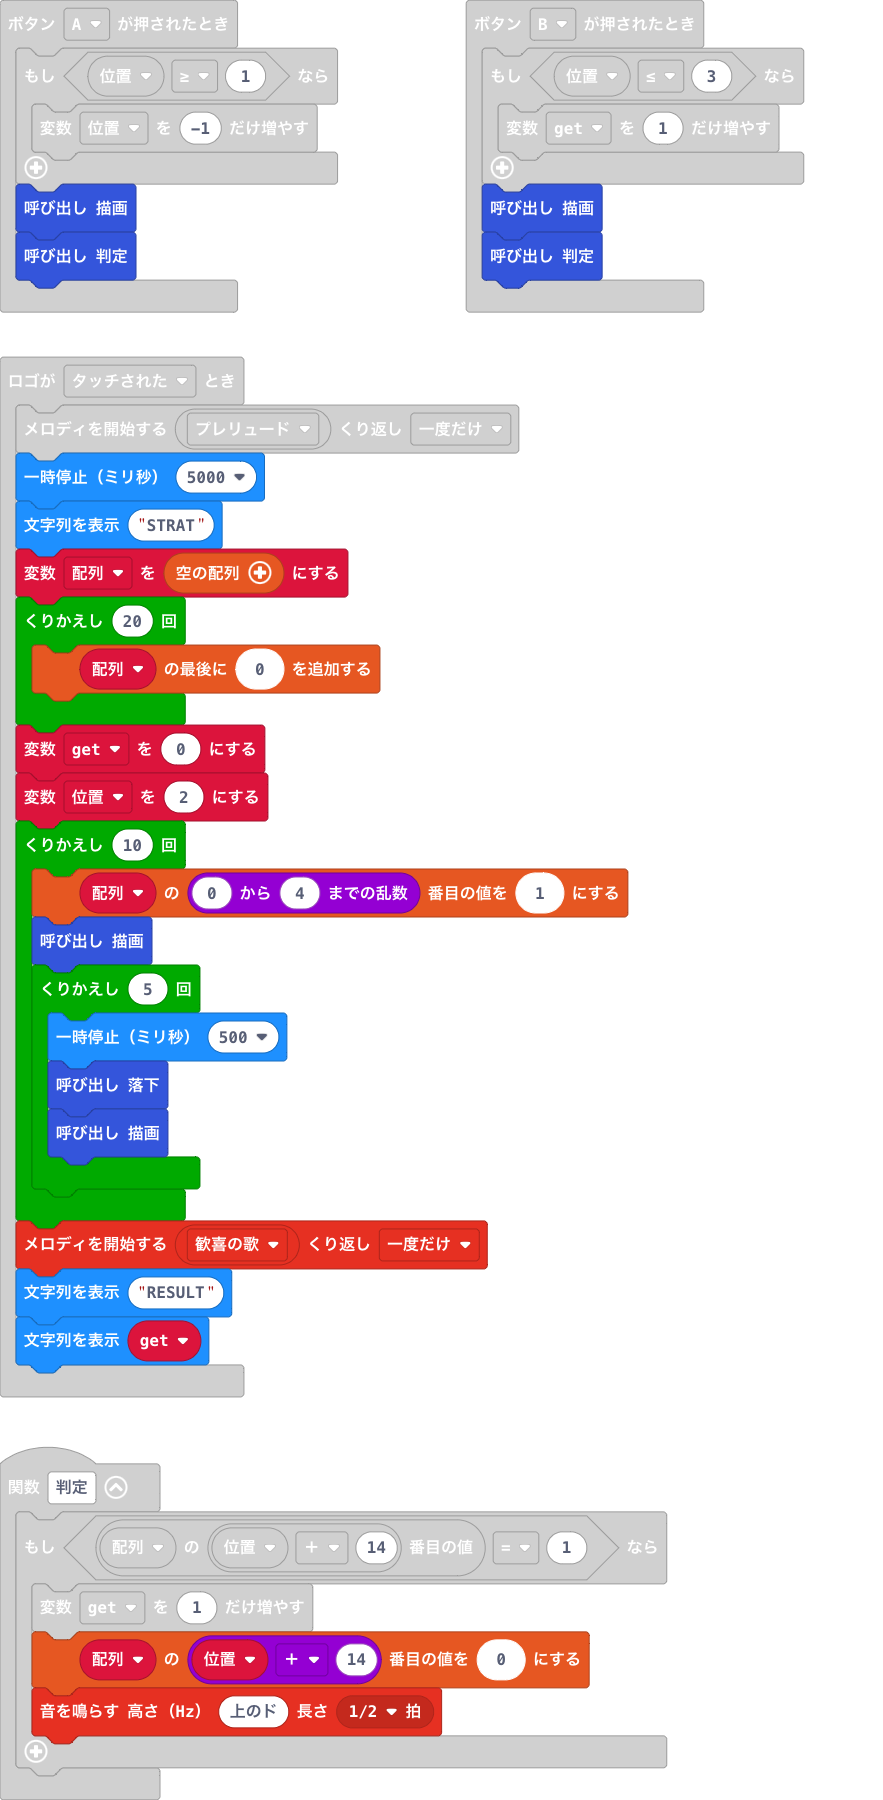 ボタン A が押されたとき
もし 位置 ≥ 1 なら
変数 位置 を -1 だけ増やす
呼び出し 描画
呼び出し 判定
ボタン B が押されたとき
もし 位置 ≤ 3 なら
変数 get を 1 だけ増やす
呼び出し 描画
呼び出し 判定
ロゴが タッチされた とき
メロディを開始する プレリュード くり返し 一度だけ
一時停止（ミリ秒） 5000
文字列を表示 "STRAT"
変数 配列 を 空の配列 にする
くりかえし 20 回
配列 の最後に 0 を追加する
変数 get を 0 にする
変数 位置 を 2 にする
くりかえし 10 回
配列 の 0 から 4 までの乱数 番目の値を 1 にする
呼び出し 描画
くりかえし 5 回
一時停止（ミリ秒） 500
呼び出し 落下
呼び出し 描画
メロディを開始する 歓喜の歌 くり返し 一度だけ
文字列を表示 "RESULT"
文字列を表示 get
関数 判定
もし 配列 の 位置 + 14 番目の値 = 1 なら
変数 get を 1 だけ増やす
配列 の 位置 + 14 番目の値を 0 にする
音を鳴らす 高さ（Hz） 上のド 長さ 1/2 拍